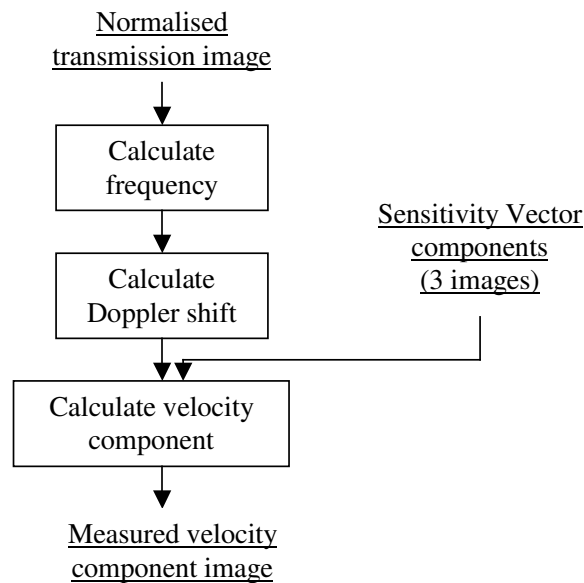 Normalised
transmission image
Calculate
frequency
Sensitivity Vector
components
(3 images)
Calculate
Doppler shift
Calculate velocity
component
Measured velocity
component image